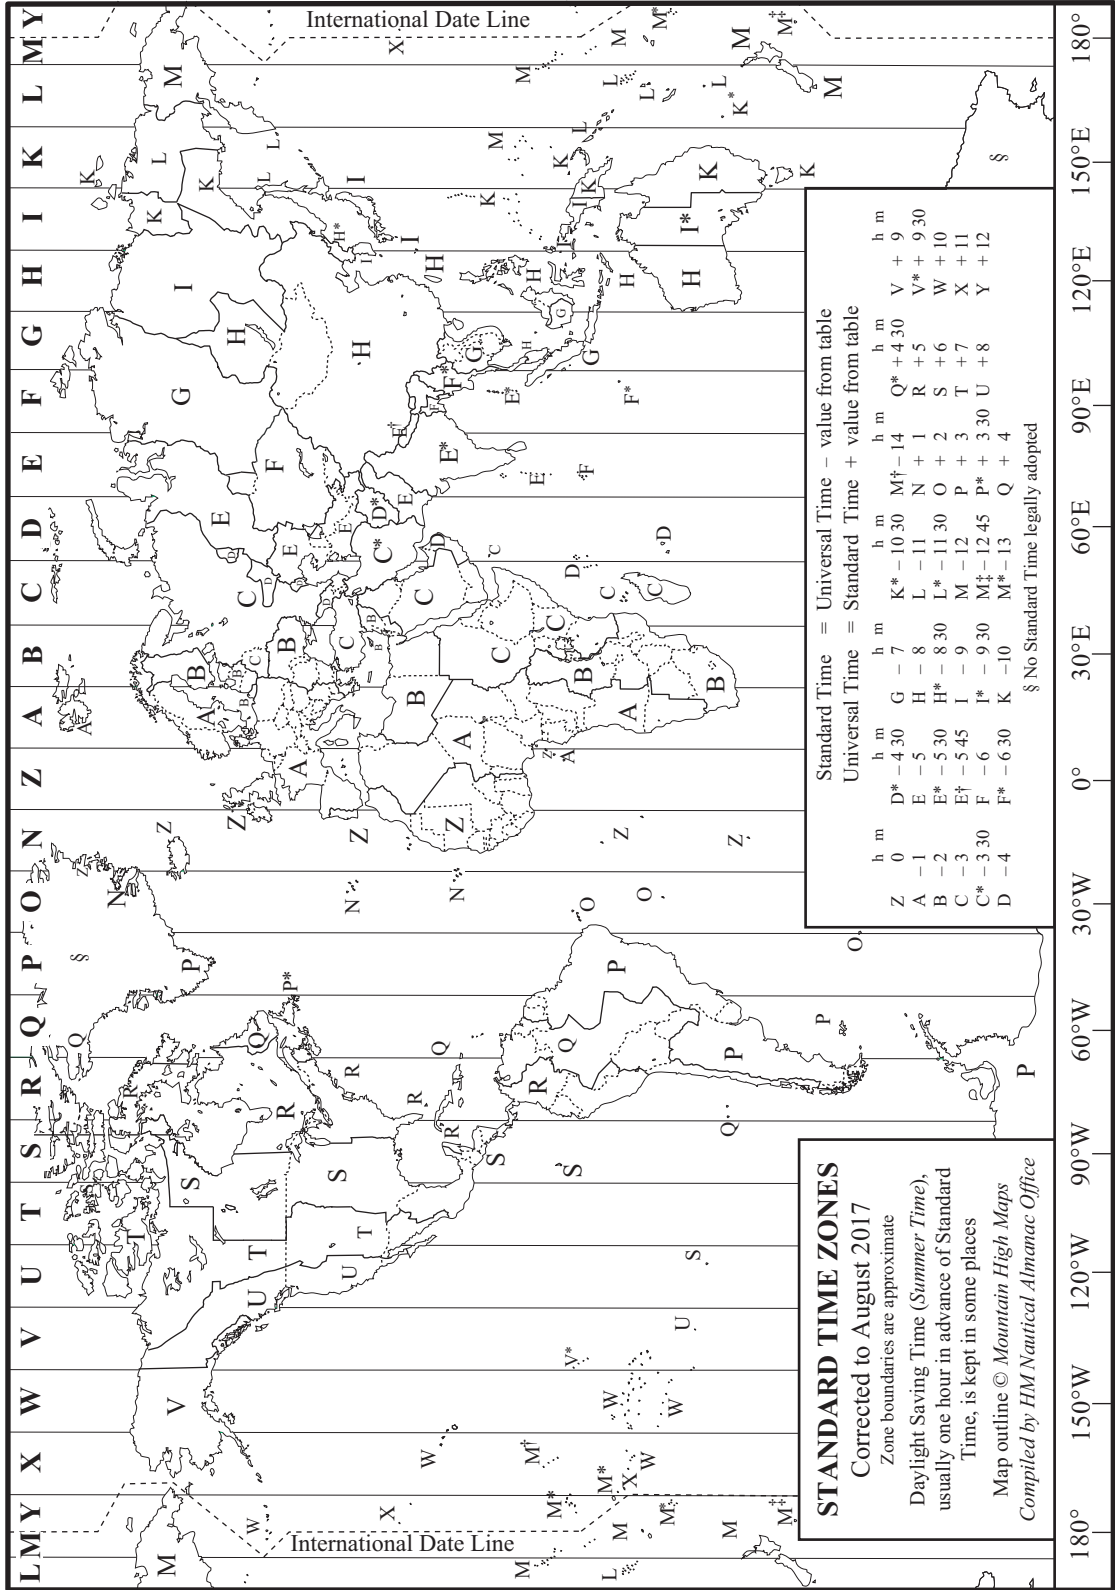 L M Y X W V U T S R Q P O N Z A B C D E F G H I K L M Y
Q § Z A K
T R N Z
M V S P Z A B C E G I K L M
W U T R Q P* Z A B C D E F H K L
International Date Line
International Date Line
X U T S R N Z C C* D* H I X
W R Q B E E† F H I
M† R N Z A C D E* F* G H K M
M* V* S R Q O A C E* G I K L M
M* W S Q P O Z A B C F H K L
X W P D F* H I* K L M*
M M* U S Q P Z B K* M
M‡ P O K M
P §
STANDARD TIME ZONES
Corrected to August 2017
Zone boundaries are approximate
Daylight Saving Time (Summer Time),
usually one hour in advance of Standard
Time, is kept in some places
Map outline © Mountain High Maps
Compiled by HM Nautical Almanac Office
Standard Time = Universal Time – value from table
Universal Time = Standard Time + value from table
h m h m h m h m h m h m h m
Z 0 D* – 4 30 G – 7 K* – 10 30 M† – 14 Q* + 4 30 V + 9
A – 1 E – 5 H – 8 L – 11 N + 1 R + 5 V* + 9 30
B – 2 E* – 5 30 H* – 8 30 L* – 11 30 O + 2 S + 6 W + 10
C – 3 E† – 5 45 I – 9 M – 12 P + 3 T + 7 X + 11
C* – 3 30 F – 6 I* – 9 30 M‡ – 12 45 P* + 3 30 U + 8 Y + 12
D – 4 F* – 6 30 K – 10 M* – 13 Q + 4
§ No Standard Time legally adopted
180° 150°W 120°W 90°W 60°W 30°W 0° 30°E 60°E 90°E 120°E 150°E 180°